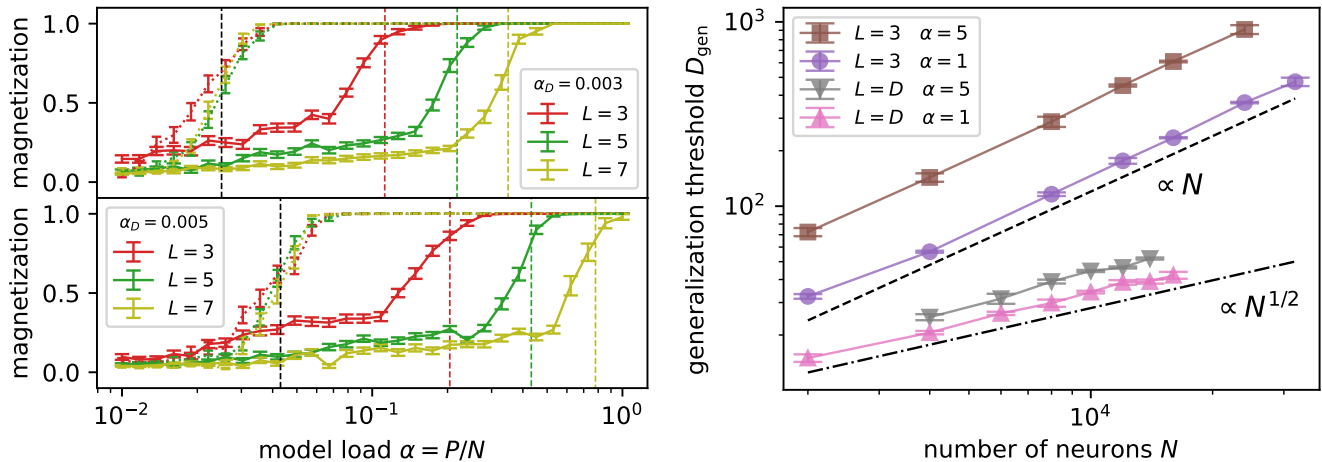 magnetization
1.0
0.5
0.0
α_D = 0.003
L = 3
L = 5
L = 7
magnetization
1.0
0.5
0.0
α_D = 0.005
L = 3
L = 5
L = 7
10^{-2}
10^{-1}
10^{0}
model load α = P/N
generalization threshold D_{gen}
10^{3}
10^{2}
L = 3 α = 5
L = 3 α = 1
L = D α = 5
L = D α = 1
∝ N
∝ N^{1/2}
10^{4}
number of neurons N